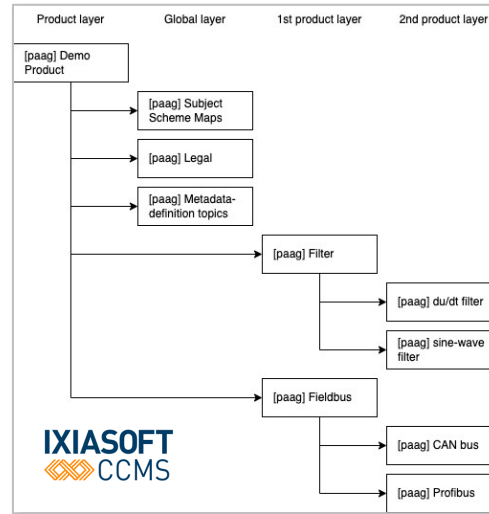 Product layer Global layer 1st product layer 2nd product layer
[paag] Demo
Product
[paag] Subject
Scheme Maps
[paag] Legal
[paag] Metadata-
definition topics
[paag] Filter
[paag] du/dt filter
[paag] sine-wave
filter
[paag] Fieldbus
[paag] CAN bus
[paag] Profibus
IXIASOFT
CCMS